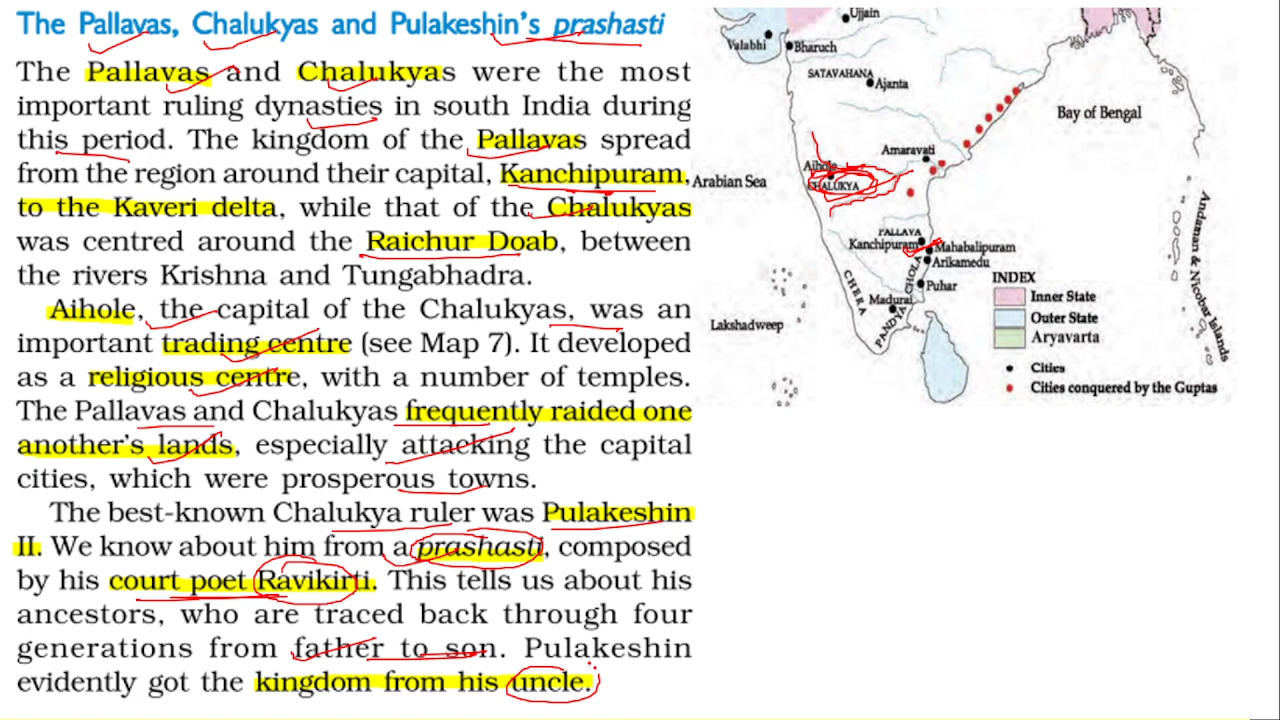 The Pallavas, Chalukyas and Pulakeshin's prashasti
The Pallavas and Chalukyas were the most
important ruling dynasties in south India during
this period. The kingdom of the Pallavas spread
from the region around their capital, Kanchipuram,
to the Kaveri delta, while that of the Chalukyas
was centred around the Raichur Doab, between
the rivers Krishna and Tungabhadra.
Aihole, the capital of the Chalukyas, was an
important trading centre (see Map 7). It developed
as a religious centre, with a number of temples.
The Pallavas and Chalukyas frequently raided one
another's lands, especially attacking the capital
cities, which were prosperous towns.
The best-known Chalukya ruler was Pulakeshin
II. We know about him from a prashasti, composed
by his court poet Ravikirti. This tells us about his
ancestors, who are traced back through four
generations from father to son. Pulakeshin
evidently got the kingdom from his uncle.
Ujjain
Valabhi
Bharuch
SATAVAHANA
Ajanta
Bay of Bengal
Amaravati
Aihole
Arabian Sea
CHALUKYA
PALLAVA
Kanchipuram
Mahabalipuram
Arikamedu
CHOLA
CHERA
Puhar
Madurai
PANDYA
Lakshadweep
Andaman & Nicobar Islands
INDEX
Inner State
Outer State
Aryavarta
Cities
Cities conquered by the Guptas